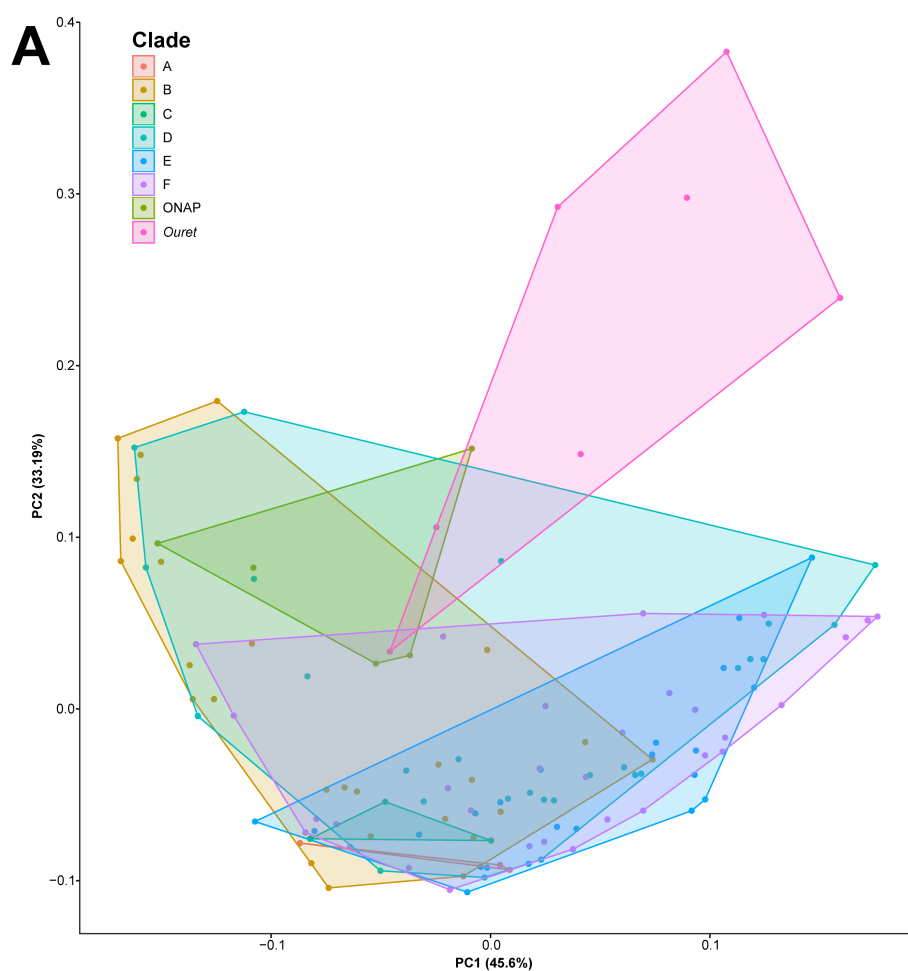 A
Clade
A
B
C
D
E
F
ONAP
Ouret
0.4
0.3
0.2
0.1
0.0
−0.1
PC2 (33.19%)
−0.1
0.0
0.1
PC1 (45.6%)